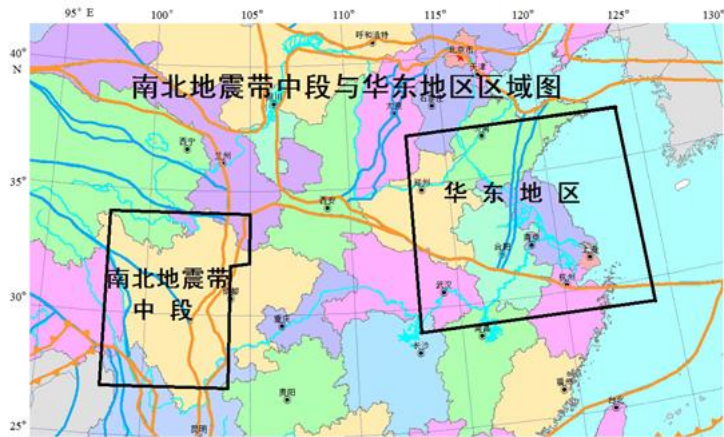 95° E
100°
105°
110°
115°
120°
125°
130°
40°
N
35°
30°
25°
呼和浩特
北京市
天津
南北地震带中段与华东地区区域图
银川
石家庄
太原
济南
西宁
兰州
郑州
华东地区
西安
合肥
南京
上海
杭州
南北地震带
中段
成都
武汉
重庆
南昌
长沙
贵阳
福州
台北
昆明